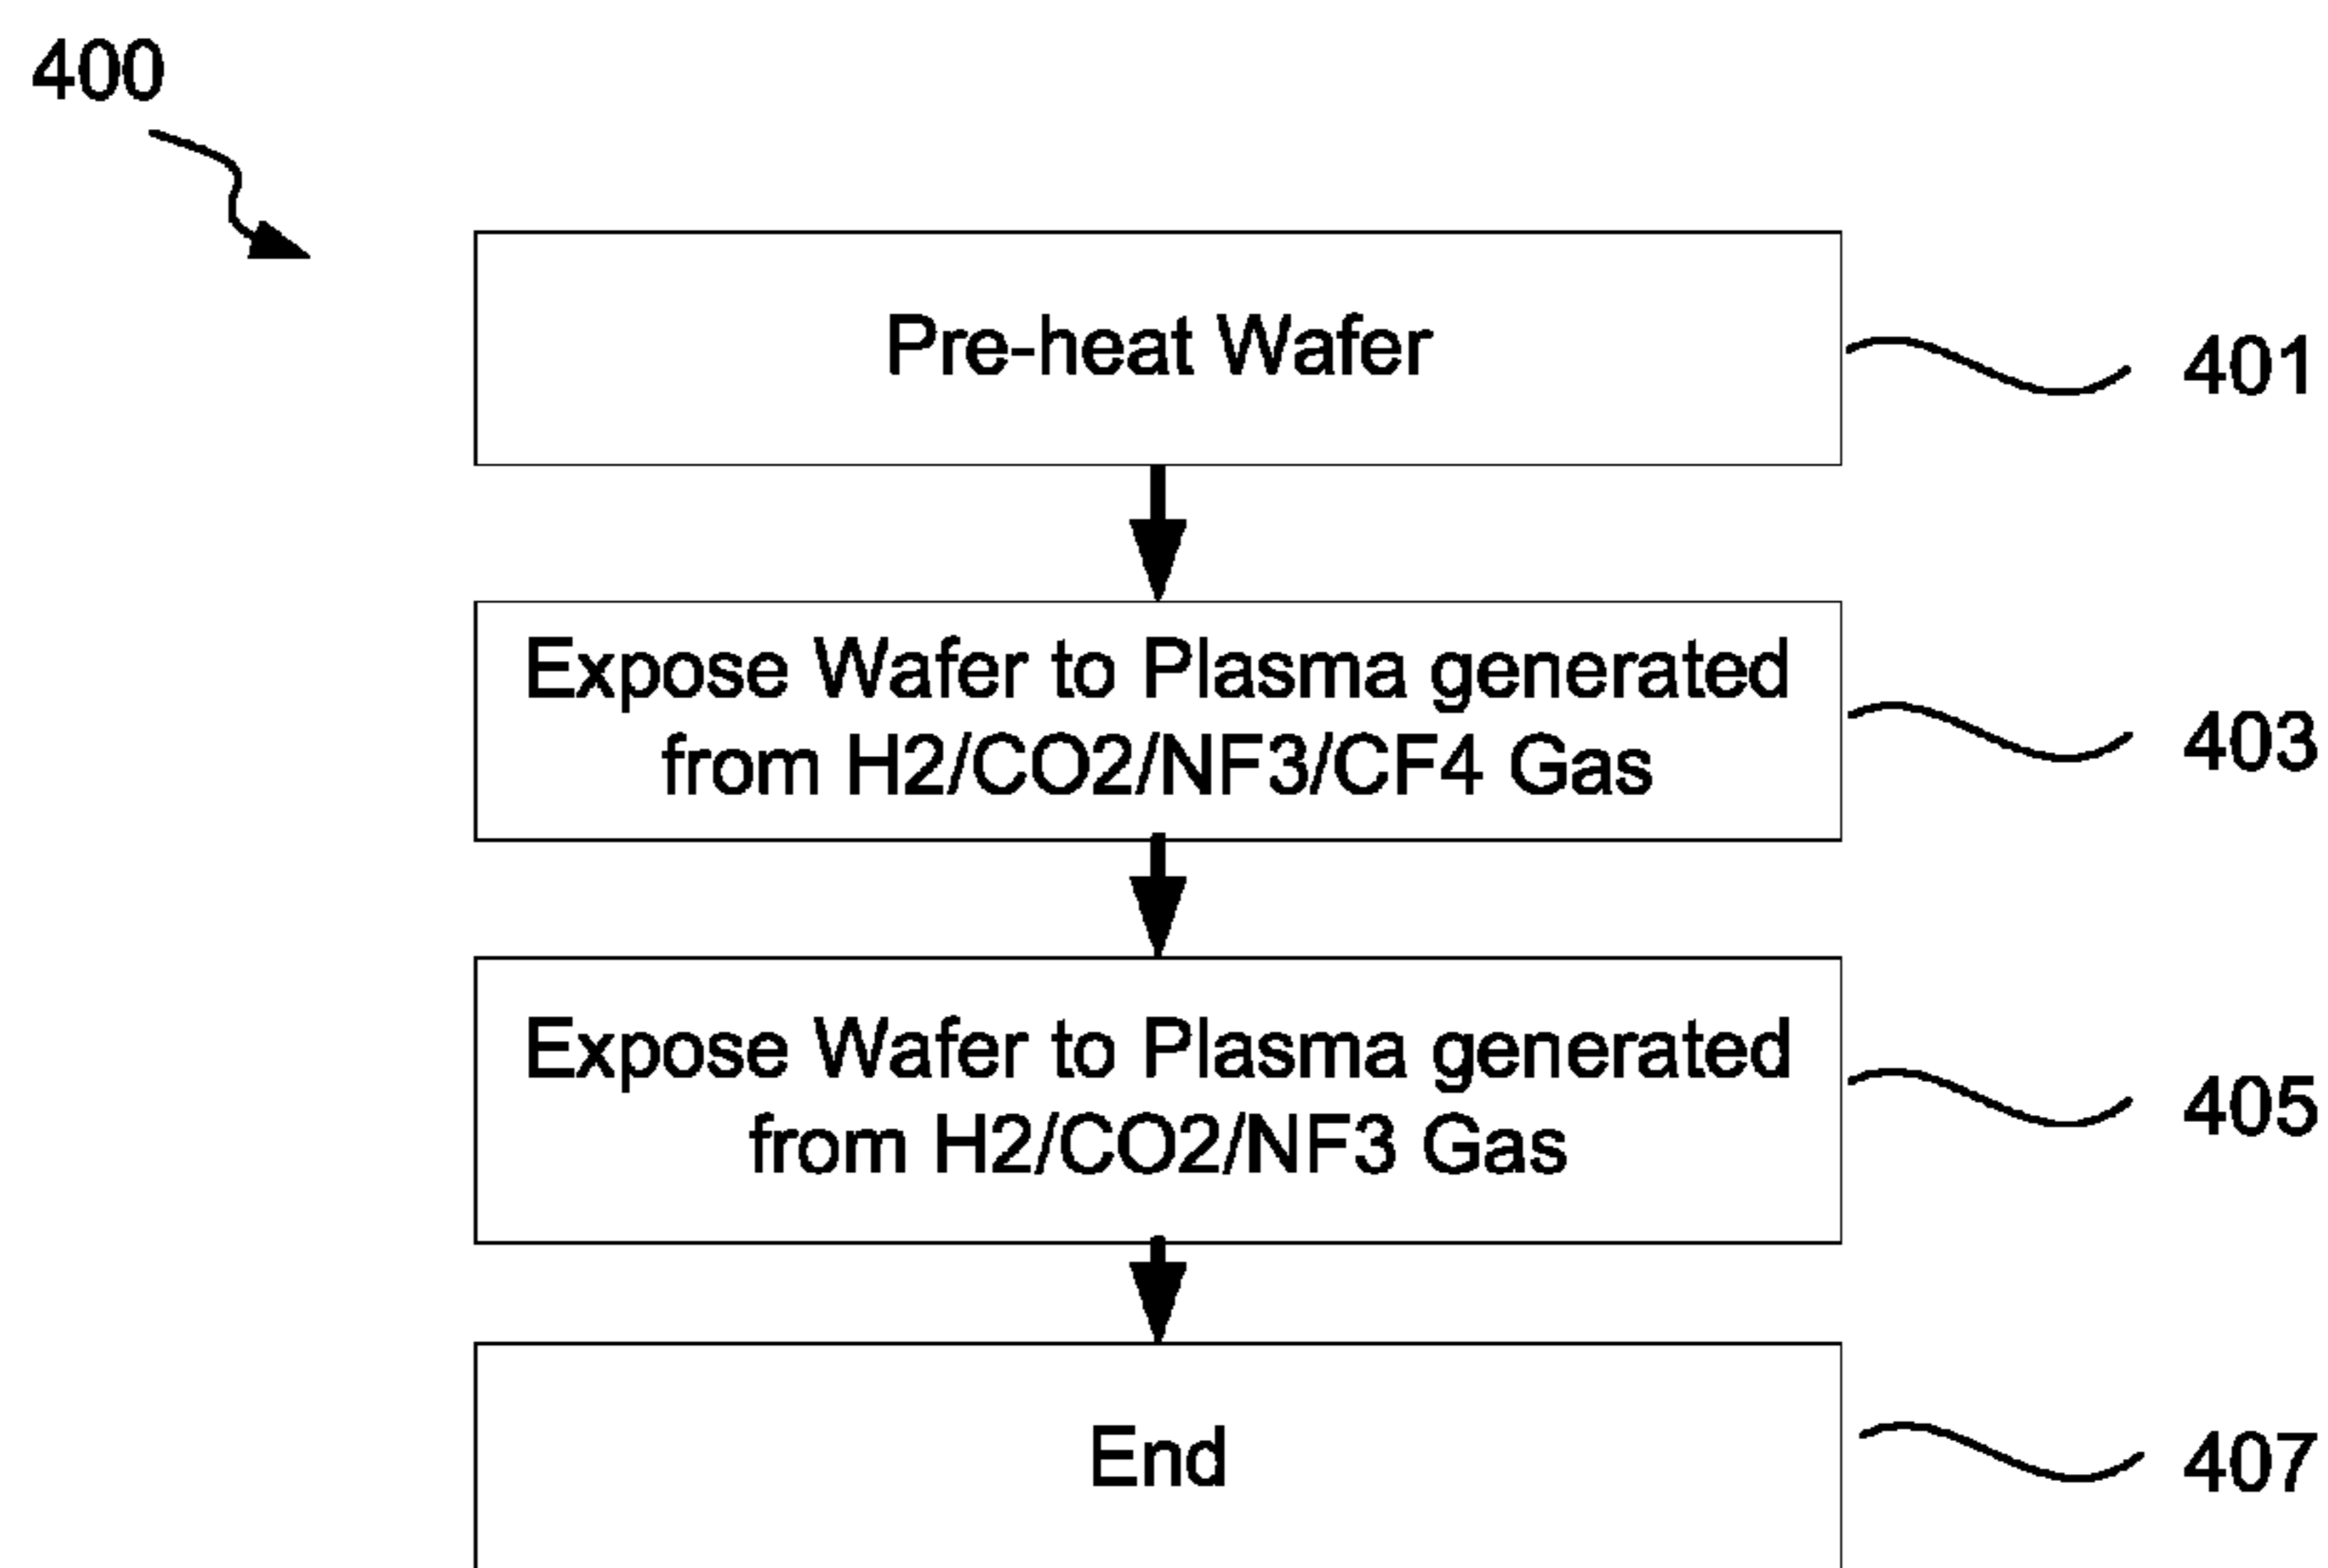 400
Pre-heat Wafer
401
Expose Wafer to Plasma generated
from H2/CO2/NF3/CF4 Gas
403
Expose Wafer to Plasma generated
from H2/CO2/NF3 Gas
405
End
407